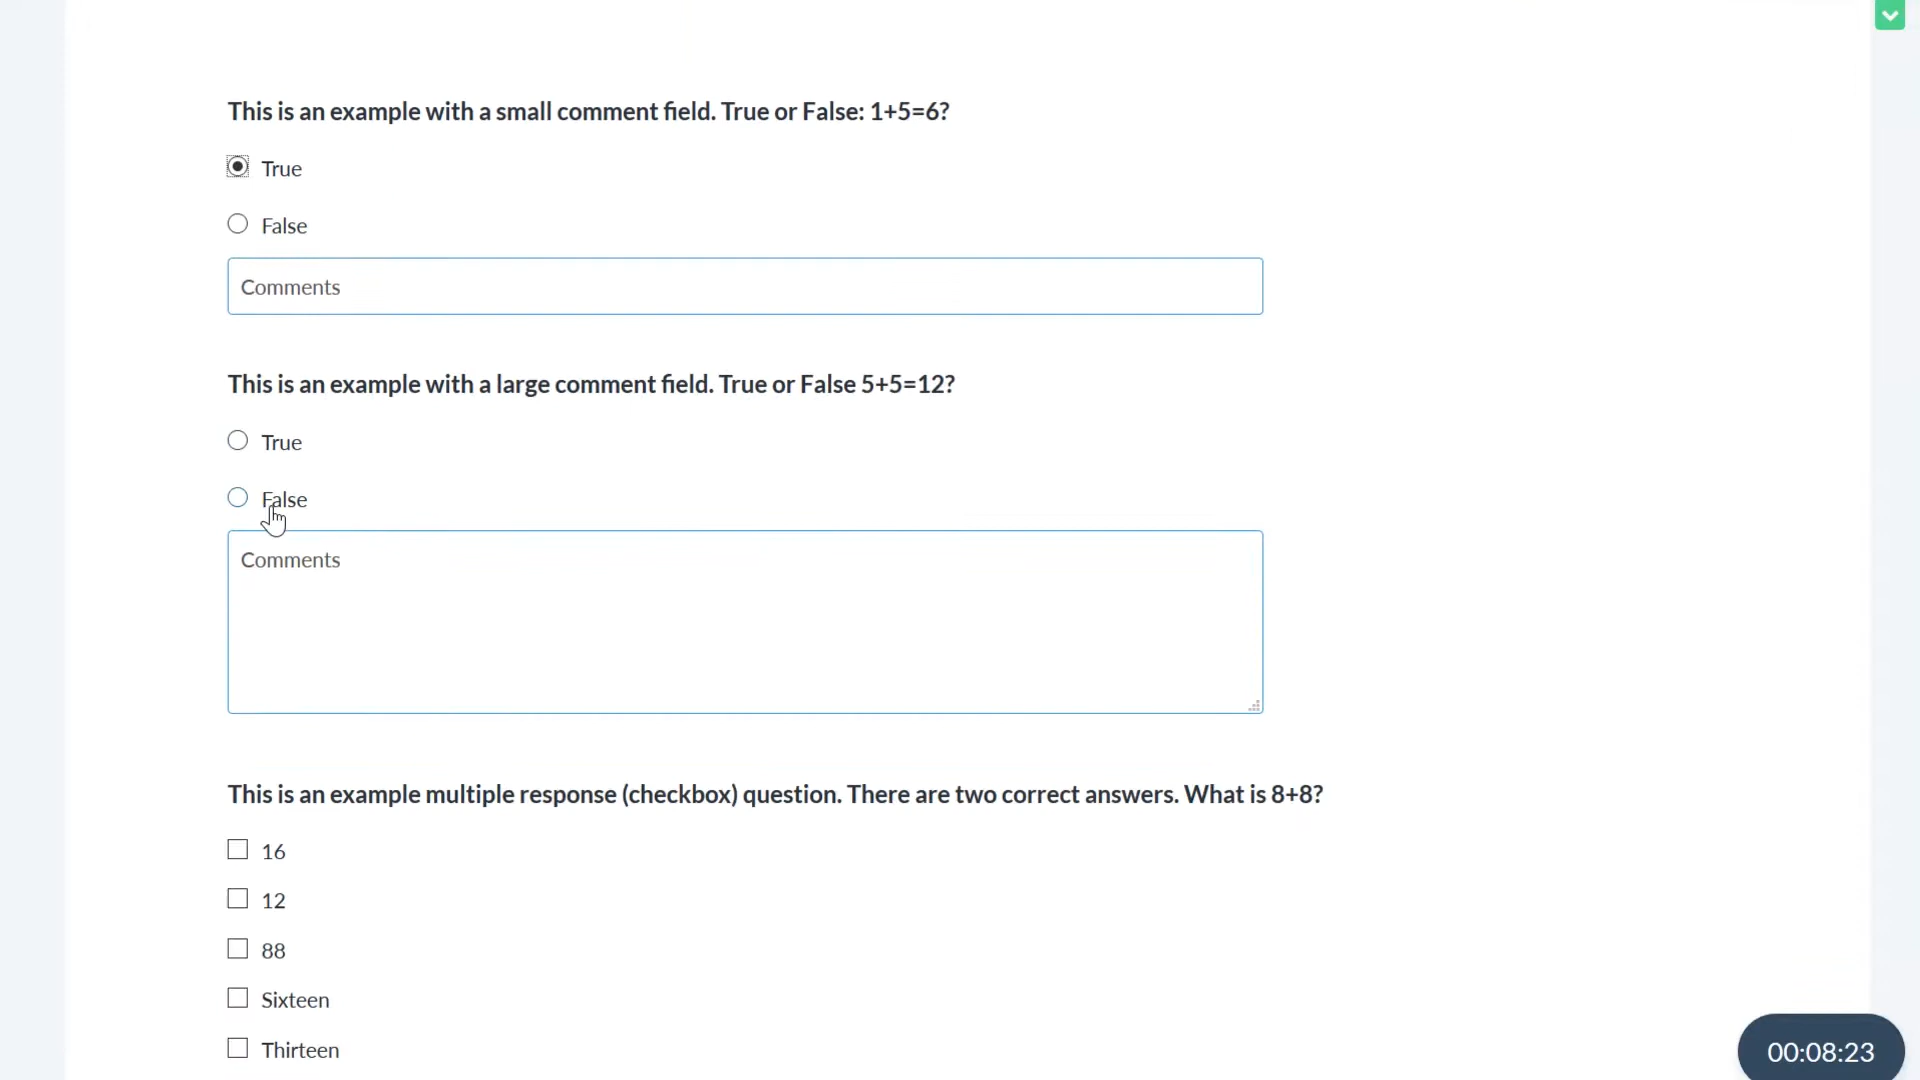 This is an example with a small comment field. True or False: 1+5=6?
True
False
Comments
This is an example with a large comment field. True or False 5+5=12?
True
False
Comments
This is an example multiple response (checkbox) question. There are two correct answers. What is 8+8?
16
12
88
Sixteen
Thirteen
00:08:23